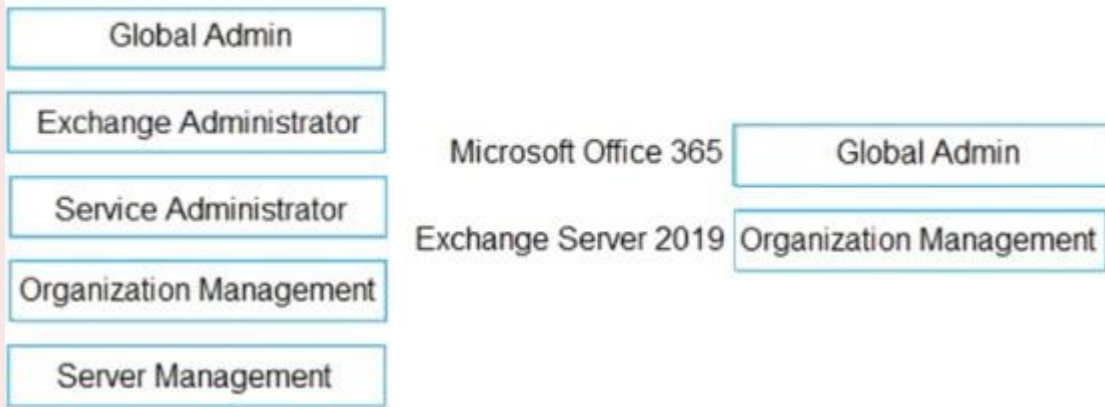 Global Admin
Exchange Administrator
Service Administrator
Organization Management
Server Management
Microsoft Office 365 Global Admin
Exchange Server 2019 Organization Management